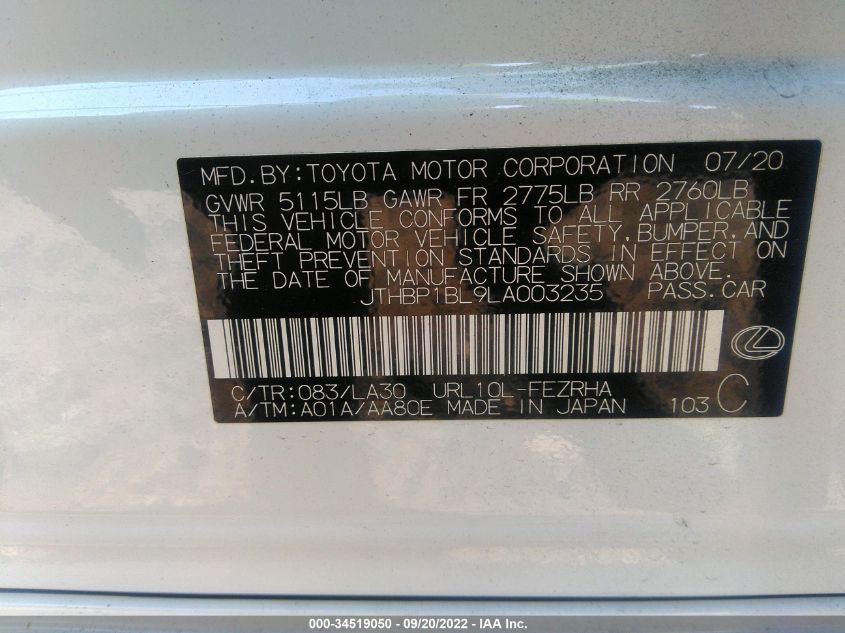 MFD.BY:TOYOTA MOTOR CORPORATION 07/20
GVWR 5115LB GAWR FR 2775LB RR 2760LB
THIS VEHICLE CONFORMS TO ALL APPLICABLE
FEDERAL MOTOR VEHICLE SAFETY,BUMPER,AND
THEFT PREVENTION STANDARDS IN EFFECT ON
THE DATE OF MANUFACTURE SHOWN ABOVE.
JTHBP1BL9LA003235 PASS.CAR
C/TR:083/LA30 URL10L-FEZRHA
A/TM:A01A/AA80E MADE IN JAPAN 103 C
000-34519050 - 09/20/2022 - IAA Inc.